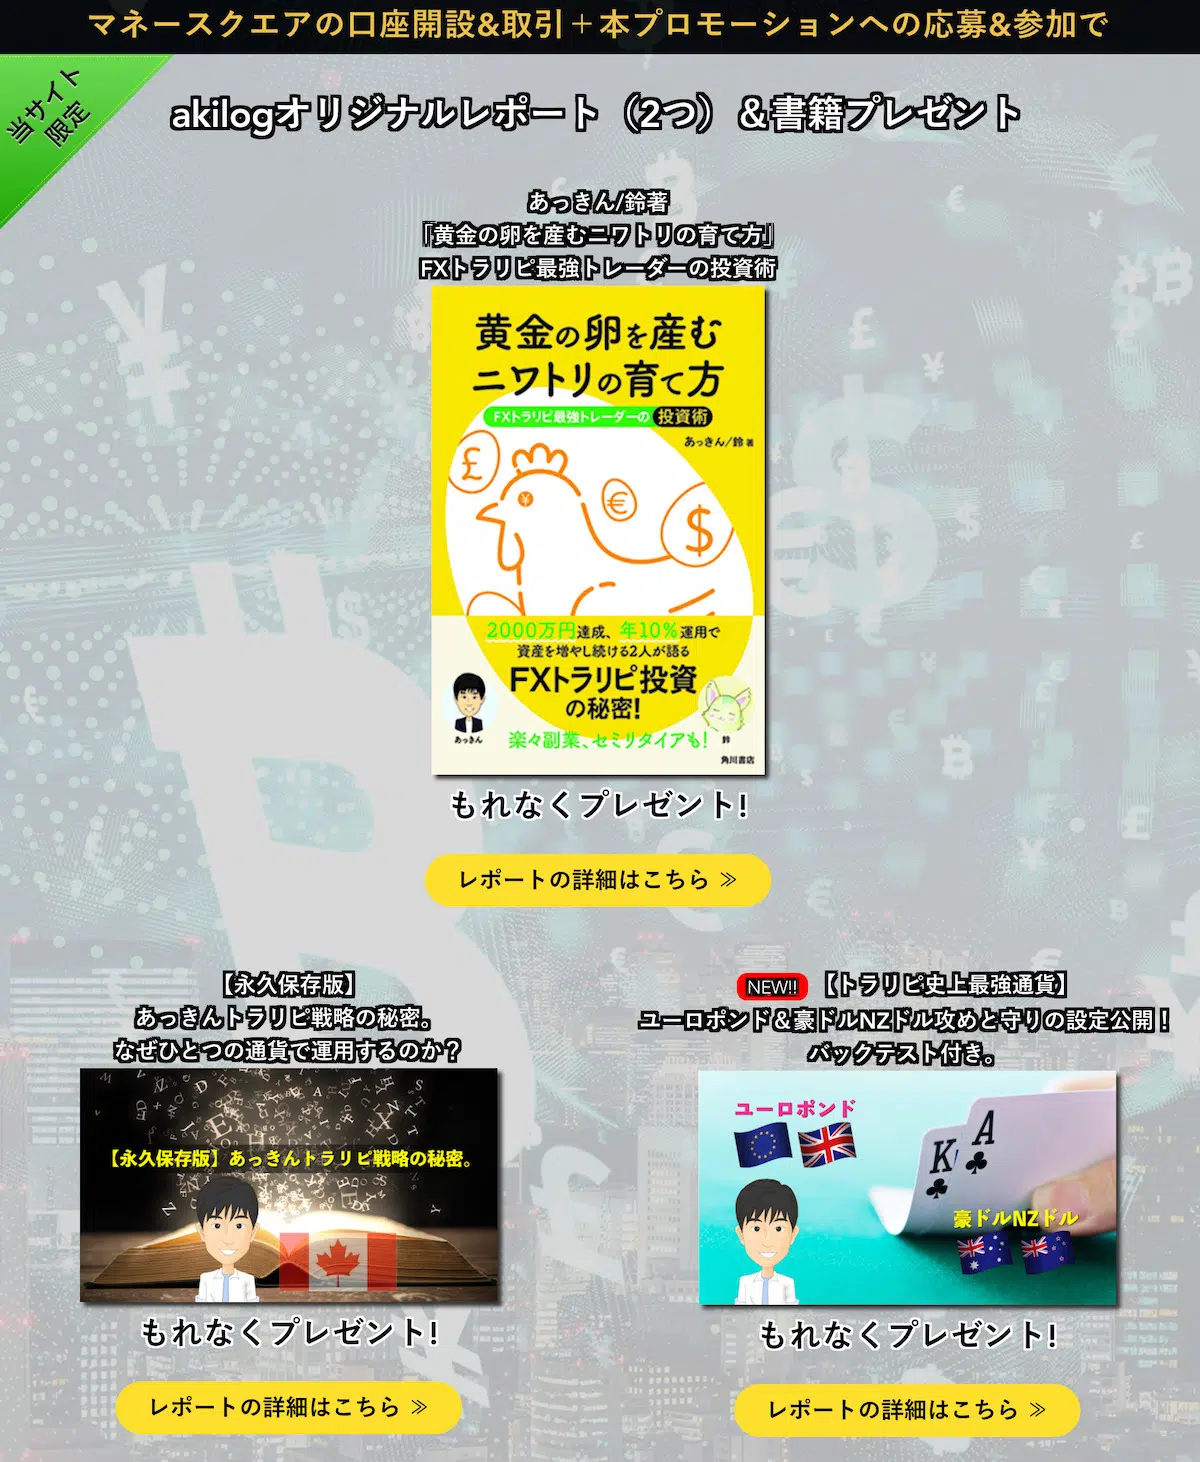 マネースクエアの口座開設&取引＋本プロモーションへの応募&参加で
当サイト
限定
akilogオリジナルレポート（2つ）＆書籍プレゼント
あっきん/鈴著
「黄金の卵を産むニワトリの育て方」
FXトラリピ最強トレーダーの投資術
黄金の卵を産む
ニワトリの育て方
FXトラリピ最強トレーダーの投資術
あっきん/鈴 著
2000万円達成、年10%運用で
資産を増やし続ける2人が語る
FXトラリピ投資
の秘密!
あっきん
楽々副業、セミリタイアも!
鈴
角川書店
もれなくプレゼント!
レポートの詳細はこちら ≫
【永久保存版】
あっきんトラリピ戦略の秘密。
なぜひとつの通貨で運用するのか？
【永久保存版】あっきんトラリピ戦略の秘密。
もれなくプレゼント!
レポートの詳細はこちら ≫
NEW!! 【トラリピ史上最強通貨】
ユーロポンド＆豪ドルNZドル攻めと守りの設定公開！
バックテスト付き。
ユーロポンド
K
A
豪ドルNZドル
もれなくプレゼント!
レポートの詳細はこちら ≫